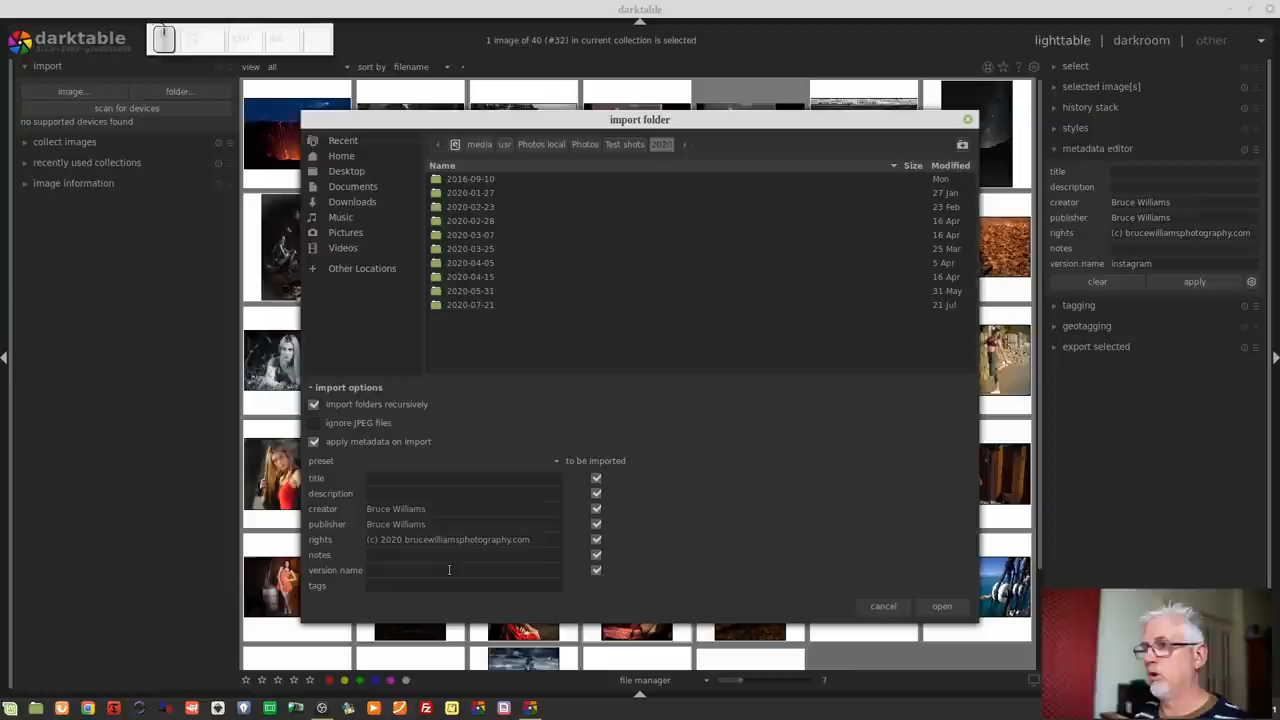 darktable
darktable
1 image of 40 (#32) in current collection is selected
lighttable | darkroom | other
import
view all
sort by filename
select
image...
folder...
scan for devices
no supported devices found
collect images
recently used collections
image information
selected image[s]
history stack
styles
metadata editor
title
description
creator Bruce Williams
publisher Bruce Williams
rights (c) brucewilliamsphotography.com
notes
version name instagram
clear
apply
tagging
geotagging
export selected
import folder
Recent
Home
Desktop
Documents
Downloads
Music
Pictures
Videos
Other Locations
media usr Photos local Photos Test shots 2020
Name Size Modified
2016-09-10 Mon
2020-01-27 27 Jan
2020-02-23 23 Feb
2020-02-28 16 Apr
2020-03-07 16 Apr
2020-03-25 25 Mar
2020-04-05 5 Apr
2020-04-15 16 Apr
2020-05-31 31 May
2020-07-21 21 Jul
- import options
import folders recursively
ignore JPEG files
apply metadata on import
preset to be imported
title
description
creator Bruce Williams
publisher Bruce Williams
rights (c) 2020 brucewilliamsphotography.com
notes
version name
tags
cancel
open
file manager
7